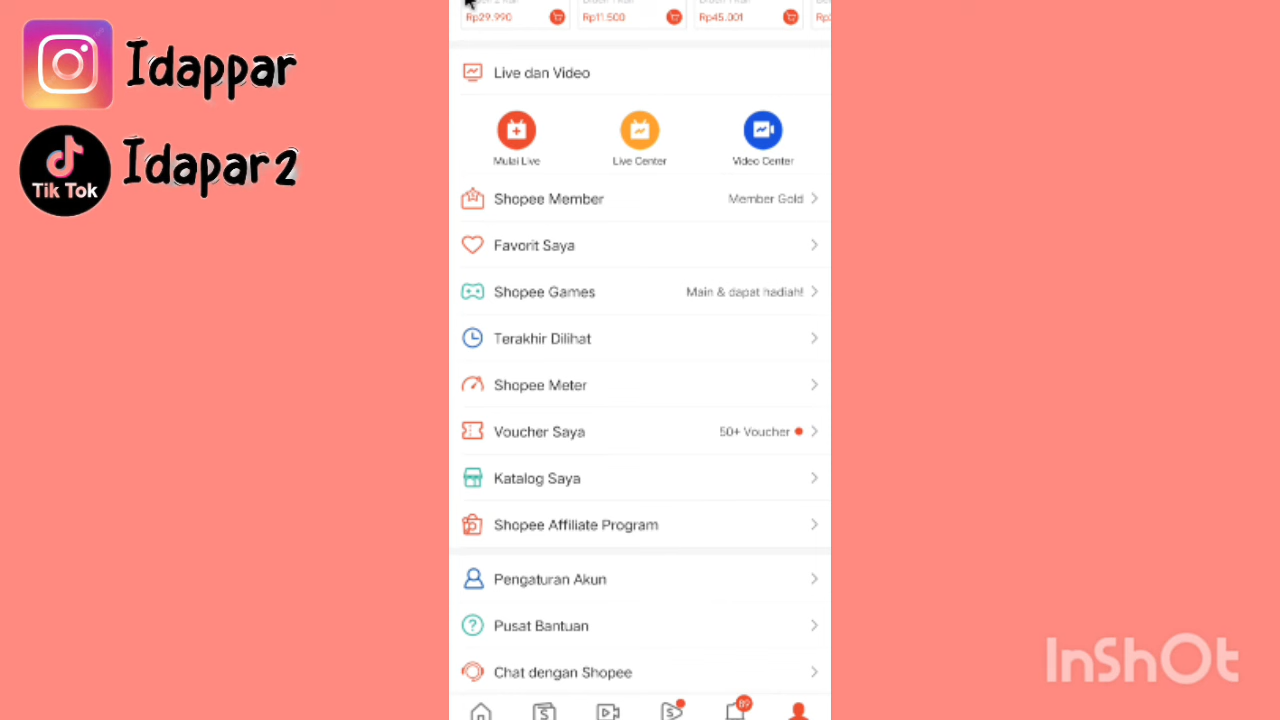 Idappar
Tik Tok
Idapar2
Rp29.990
Rp11.500
Rp45.001
Live dan Video
Mulai Live
Live Center
Video Center
Shopee Member
Member Gold
Favorit Saya
Shopee Games
Main & dapat hadiah!
Terakhir Dilihat
Shopee Meter
Voucher Saya
50+ Voucher
Katalog Saya
Shopee Affiliate Program
Pengaturan Akun
Pusat Bantuan
Chat dengan Shopee
89
InShOt